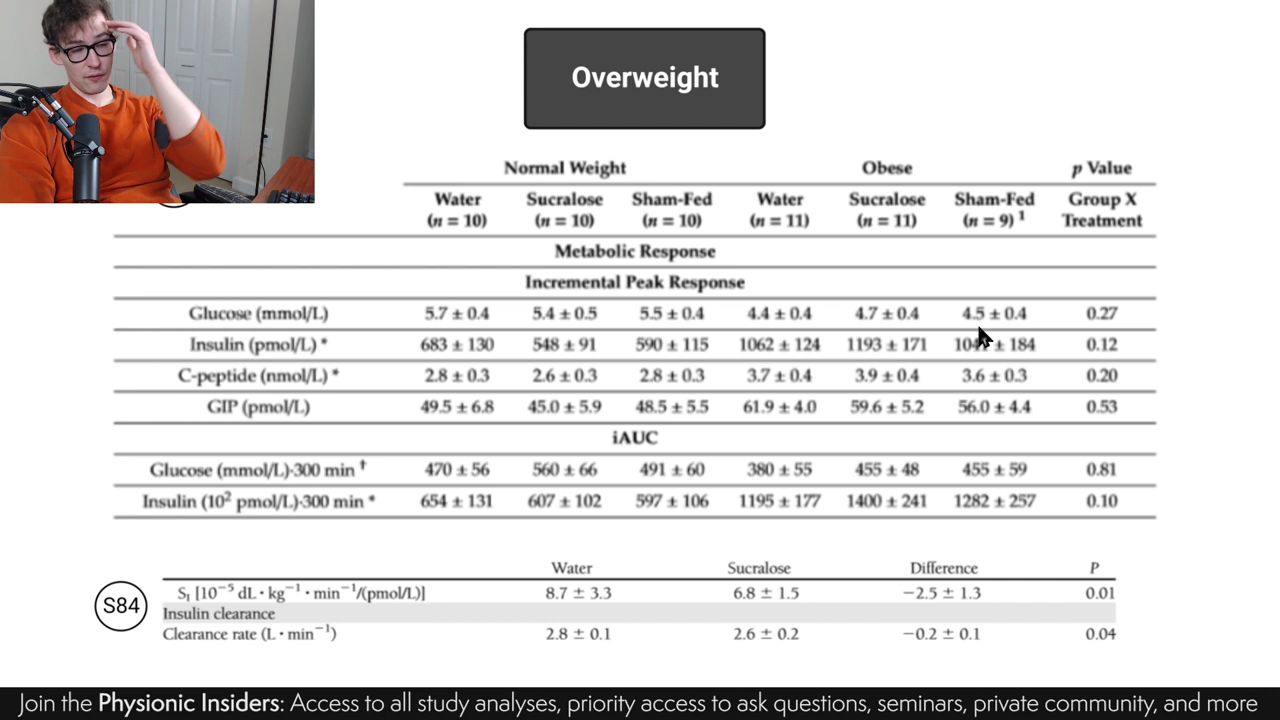 Overweight
Normal Weight Obese p Value
Water Sucralose Sham-Fed Water Sucralose Sham-Fed Group X
(n = 10) (n = 10) (n = 10) (n = 11) (n = 11) (n = 9) 1 Treatment
Metabolic Response
Incremental Peak Response
Glucose (mmol/L) 5.7 ± 0.4 5.4 ± 0.5 5.5 ± 0.4 4.4 ± 0.4 4.7 ± 0.4 4.5 ± 0.4 0.27
Insulin (pmol/L) * 683 ± 130 548 ± 91 590 ± 115 1062 ± 124 1193 ± 171 ± 184 0.12
C-peptide (nmol/L) * 2.8 ± 0.3 2.6 ± 0.3 2.8 ± 0.3 3.7 ± 0.4 3.9 ± 0.4 3.6 ± 0.3 0.20
GIP (pmol/L) 49.5 ± 6.8 45.0 ± 5.9 48.5 ± 5.5 61.9 ± 4.0 59.6 ± 5.2 56.0 ± 4.4 0.53
iAUC
Glucose (mmol/L)·300 min † 470 ± 56 560 ± 66 491 ± 60 380 ± 55 455 ± 48 455 ± 59 0.81
Insulin (10² pmol/L)·300 min * 654 ± 131 607 ± 102 597 ± 106 1195 ± 177 1400 ± 241 1282 ± 257 0.10
Water Sucralose Difference P
S84
SI [10⁻⁵ dL · kg⁻¹ · min⁻¹/(pmol/L)] 8.7 ± 3.3 6.8 ± 1.5 −2.5 ± 1.3 0.01
Insulin clearance
Clearance rate (L · min⁻¹) 2.8 ± 0.1 2.6 ± 0.2 −0.2 ± 0.1 0.04
Join the Physionic Insiders: Access to all study analyses, priority access to ask questions, seminars, private community, and more